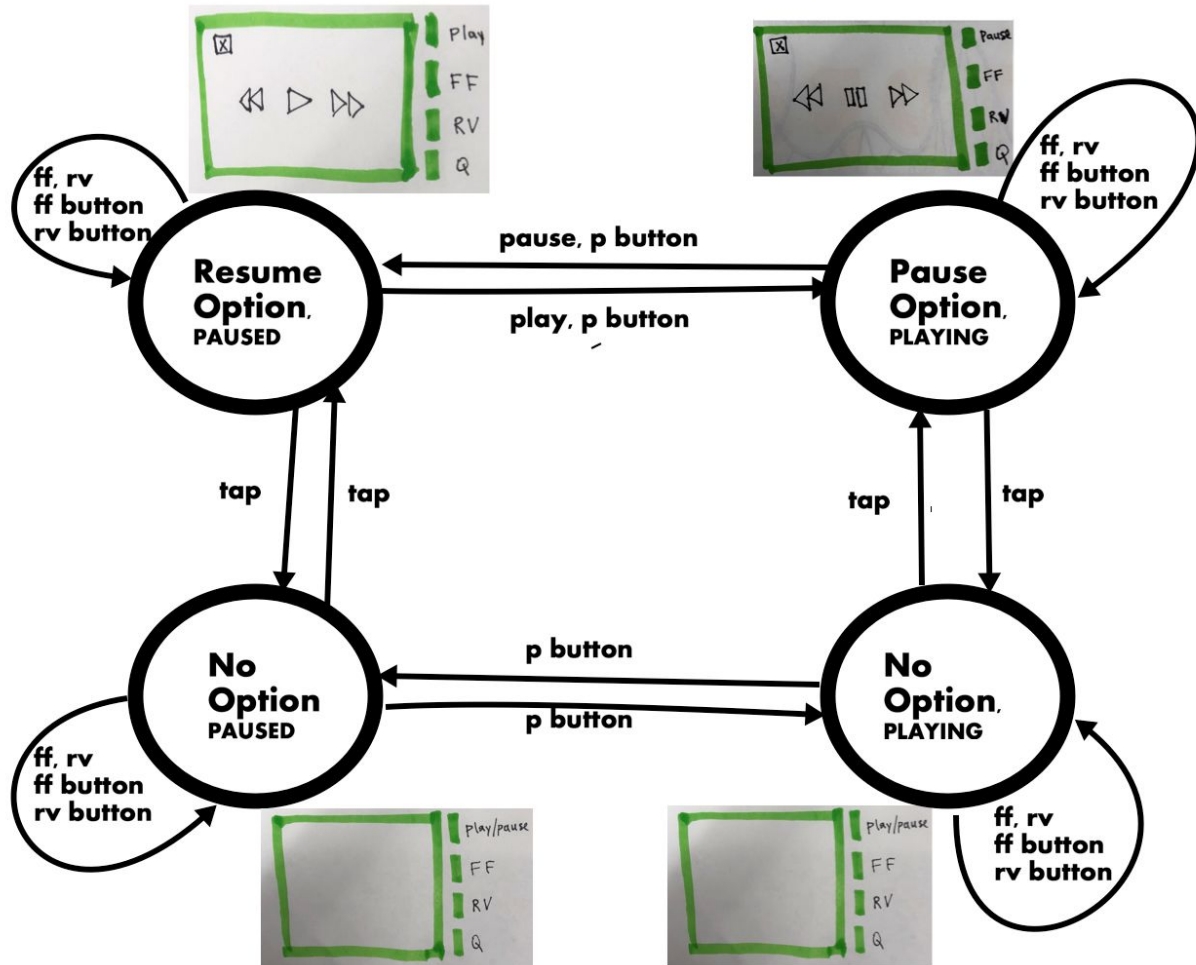 X
Play
FF
RV
Q
X
Pause
FF
RV
Q
ff, rv
ff button
rv button
ff, rv
ff button
rv button
pause, p button
play, p button
Resume
Option,
PAUSED
Pause
Option,
PLAYING
tap
tap
tap
tap
p button
p button
No
Option
PAUSED
No
Option,
PLAYING
ff, rv
ff button
rv button
ff, rv
ff button
rv button
Play/pause
FF
RV
Q
Play/pause
FF
RV
Q